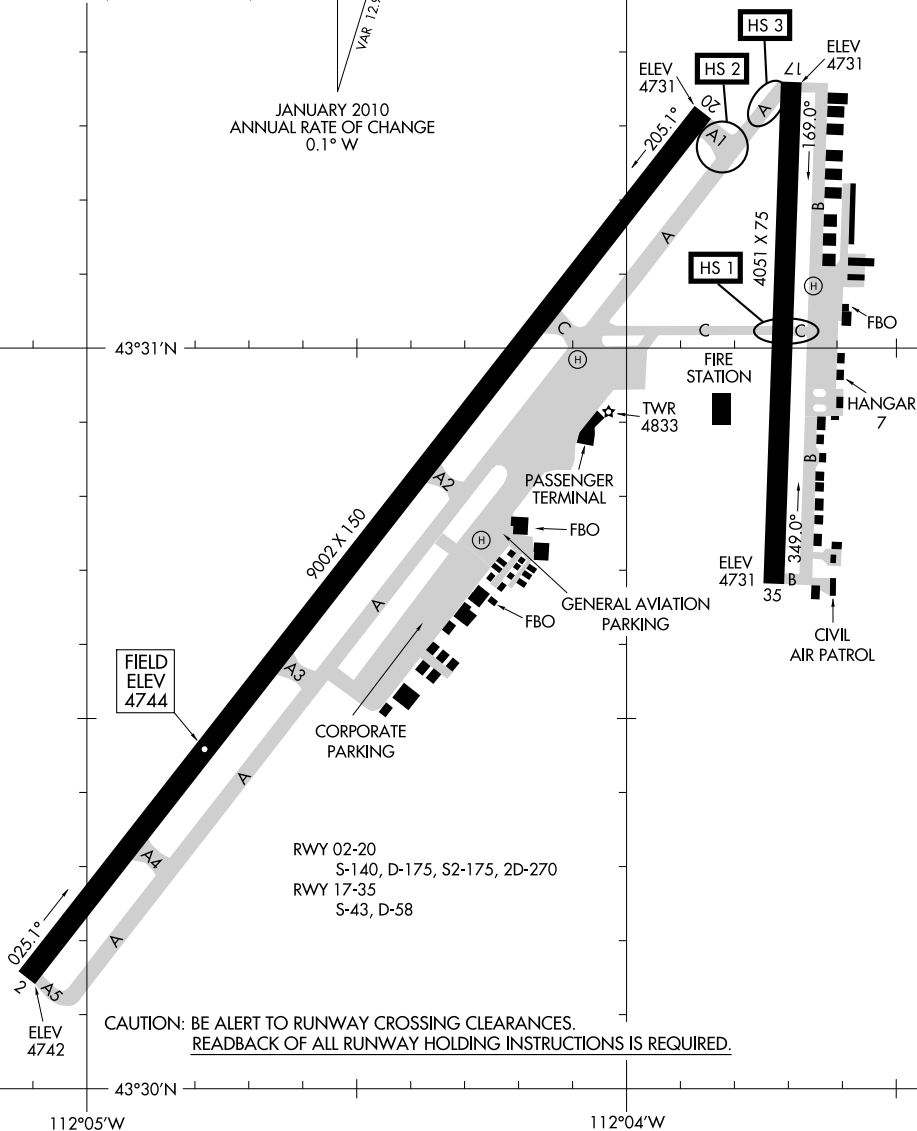 VAR 12.9
JANUARY 2010
ANNUAL RATE OF CHANGE
0.1° W
HS 3
HS 2
ELEV
4731
ELEV
4731
20
17
A1
A
205.1°
169.0°
B
A
4051 X 75
HS 1
H
C
C
C
FBO
43°31'N
H
FIRE
STATION
TWR
4833
HANGAR
7
PASSENGER
TERMINAL
A2
B
349.0°
9002 X 150
H
FBO
ELEV
4731
35
B
A
GENERAL AVIATION
PARKING
FBO
CIVIL
AIR PATROL
A3
FIELD
ELEV
4744
CORPORATE
PARKING
A
A4
RWY 02-20
S-140, D-175, S2-175, 2D-270
RWY 17-35
S-43, D-58
025.1°
A
2
A5
ELEV
4742
CAUTION: BE ALERT TO RUNWAY CROSSING CLEARANCES.
READBACK OF ALL RUNWAY HOLDING INSTRUCTIONS IS REQUIRED.
43°30'N
112°05'W
112°04'W